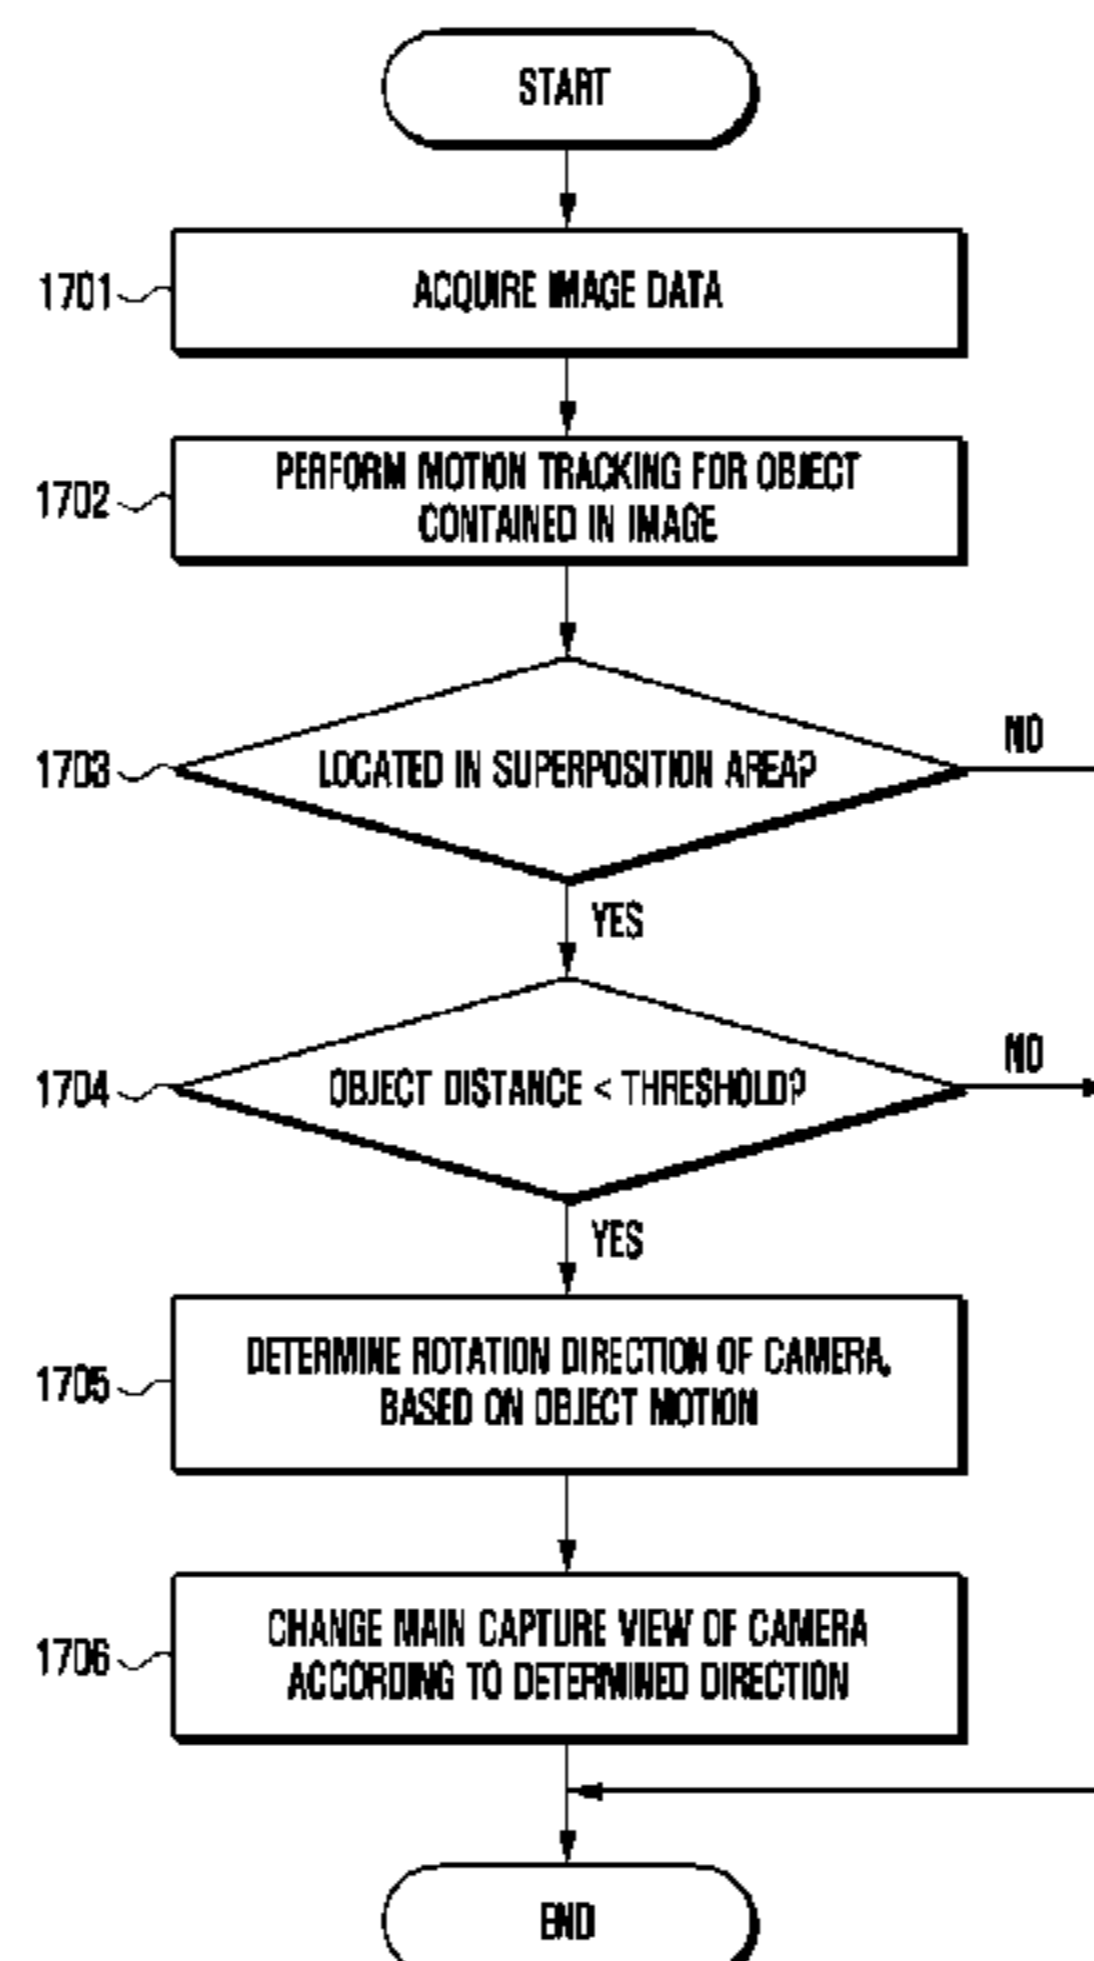 START
1701
ACQUIRE IMAGE DATA
1702
PERFORM MOTION TRACKING FOR OBJECT
CONTAINED IN IMAGE
1703
LOCATED IN SUPERPOSITION AREA?
NO
YES
1704
OBJECT DISTANCE < THRESHOLD?
NO
YES
1705
DETERMINE ROTATION DIRECTION OF CAMERA,
BASED ON OBJECT MOTION
1706
CHANGE MAIN CAPTURE VIEW OF CAMERA
ACCORDING TO DETERMINED DIRECTION
END